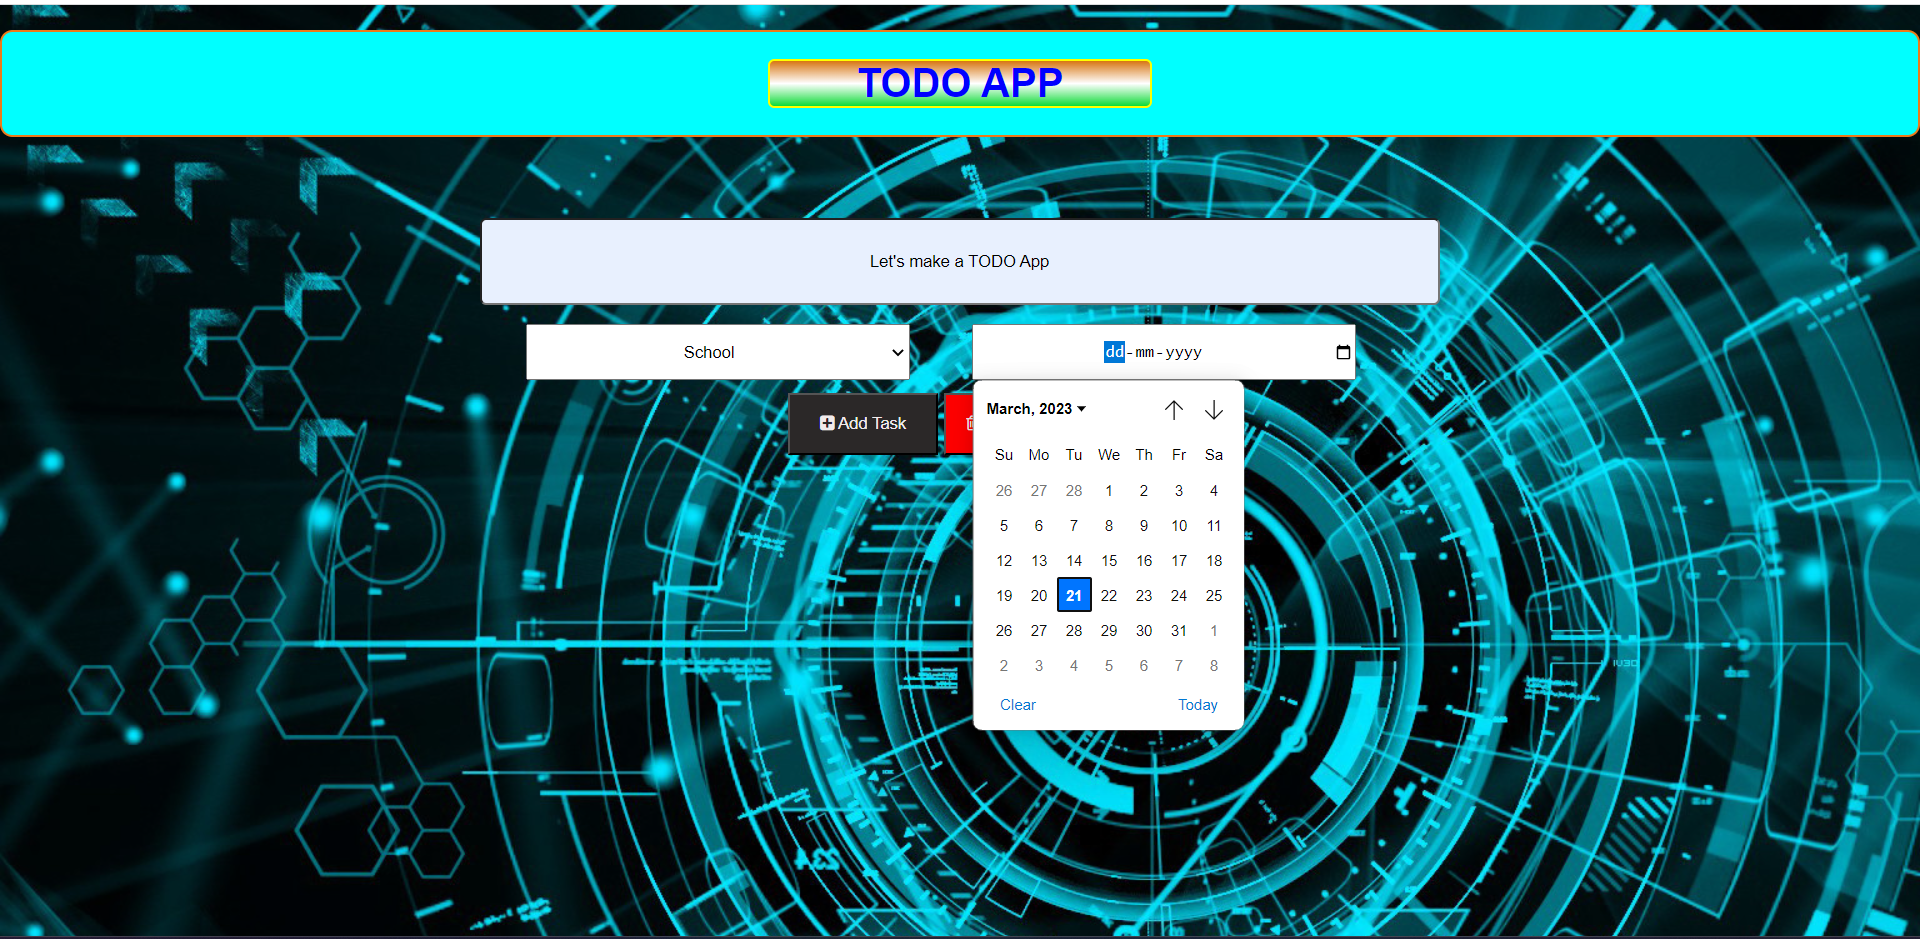 TODO APP
Let's make a TODO App
School
dd-mm-yyyy
Add Task
March, 2023
Su Mo Tu We Th Fr Sa
26 27 28 1 2 3 4
5 6 7 8 9 10 11
12 13 14 15 16 17 18
19 20 21 22 23 24 25
26 27 28 29 30 31 1
2 3 4 5 6 7 8
Clear Today